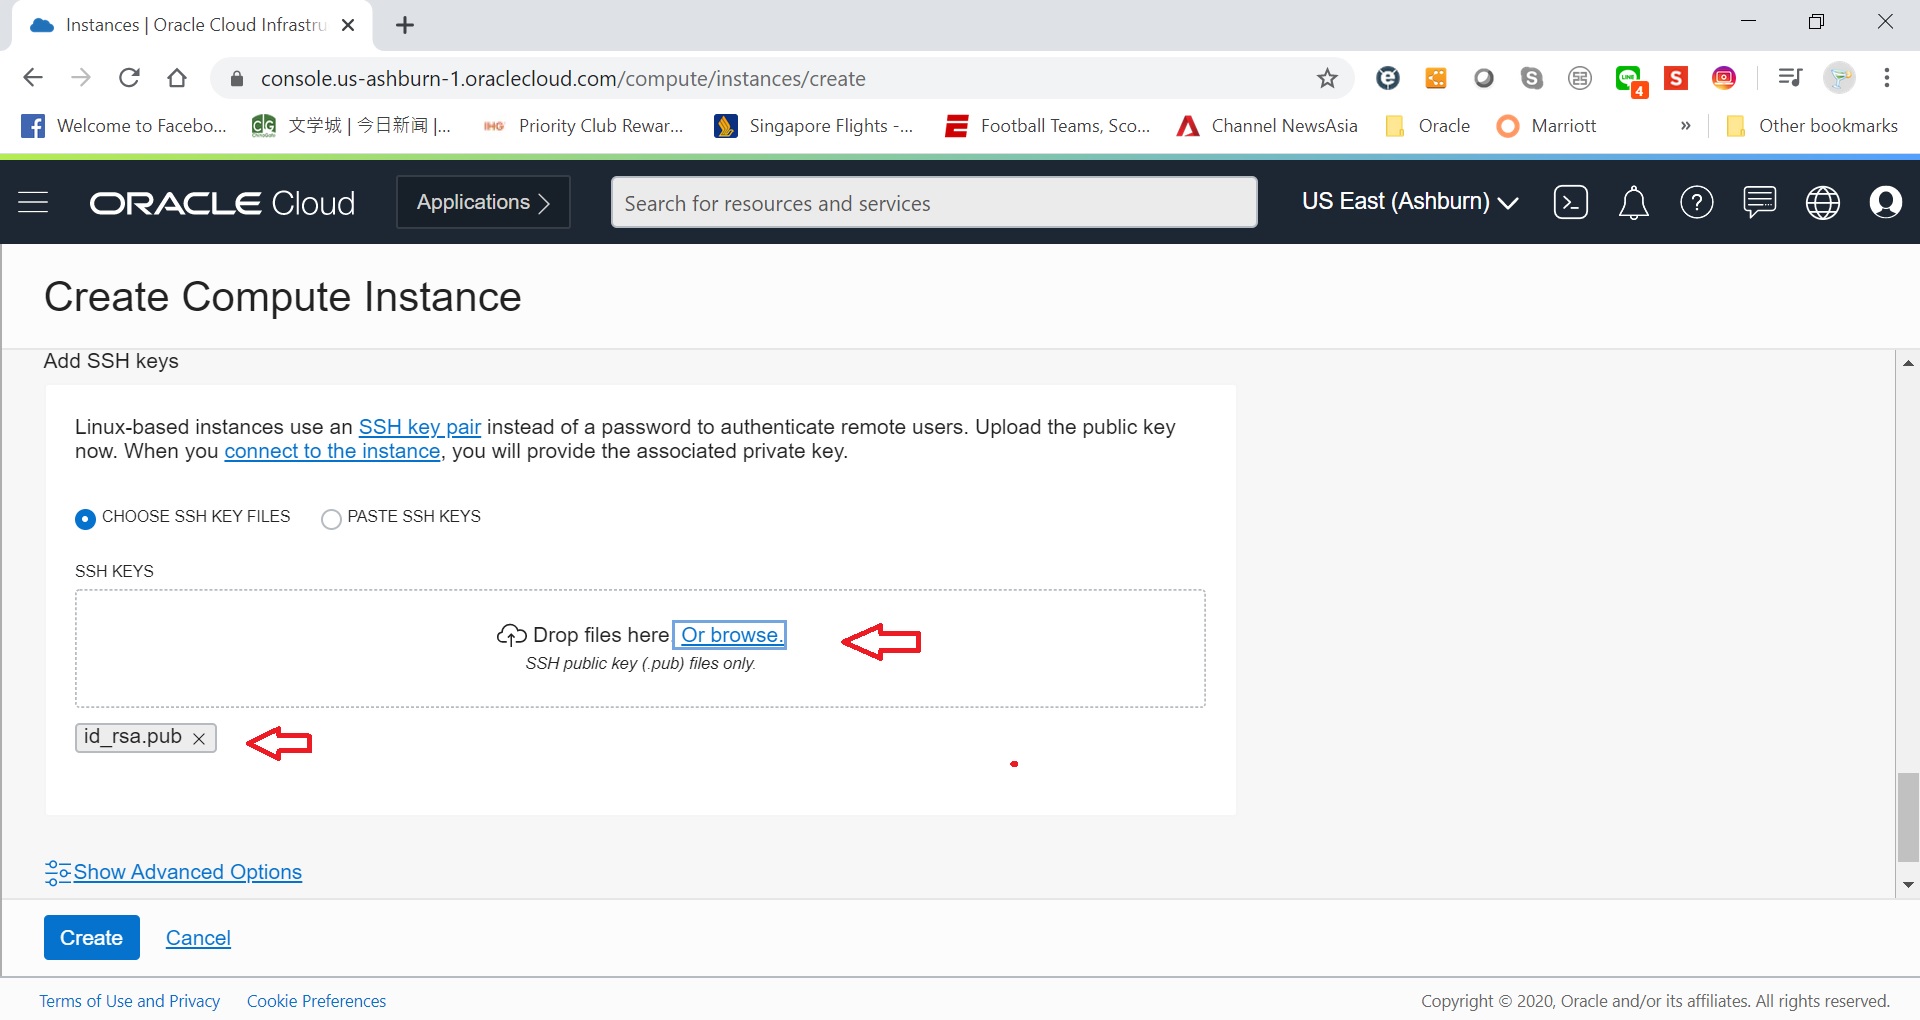 Instances | Oracle Cloud Infrastru
console.us-ashburn-1.oraclecloud.com/compute/instances/create
LINE
4
S
S
Welcome to Facebo...
文学城 | 今日新闻 |...
IHG
Priority Club Rewar...
Singapore Flights -...
Football Teams, Sco...
Channel NewsAsia
Oracle
Marriott
»
Other bookmarks
ORACLE Cloud
Applications
Search for resources and services
US East (Ashburn)
Create Compute Instance
Add SSH keys
Linux-based instances use an SSH key pair instead of a password to authenticate remote users. Upload the public key
now. When you connect to the instance, you will provide the associated private key.
CHOOSE SSH KEY FILES
PASTE SSH KEYS
SSH KEYS
Drop files here Or browse.
SSH public key (.pub) files only.
id_rsa.pub ×
Show Advanced Options
Create
Cancel
Terms of Use and Privacy
Cookie Preferences
Copyright © 2020, Oracle and/or its affiliates. All rights reserved.